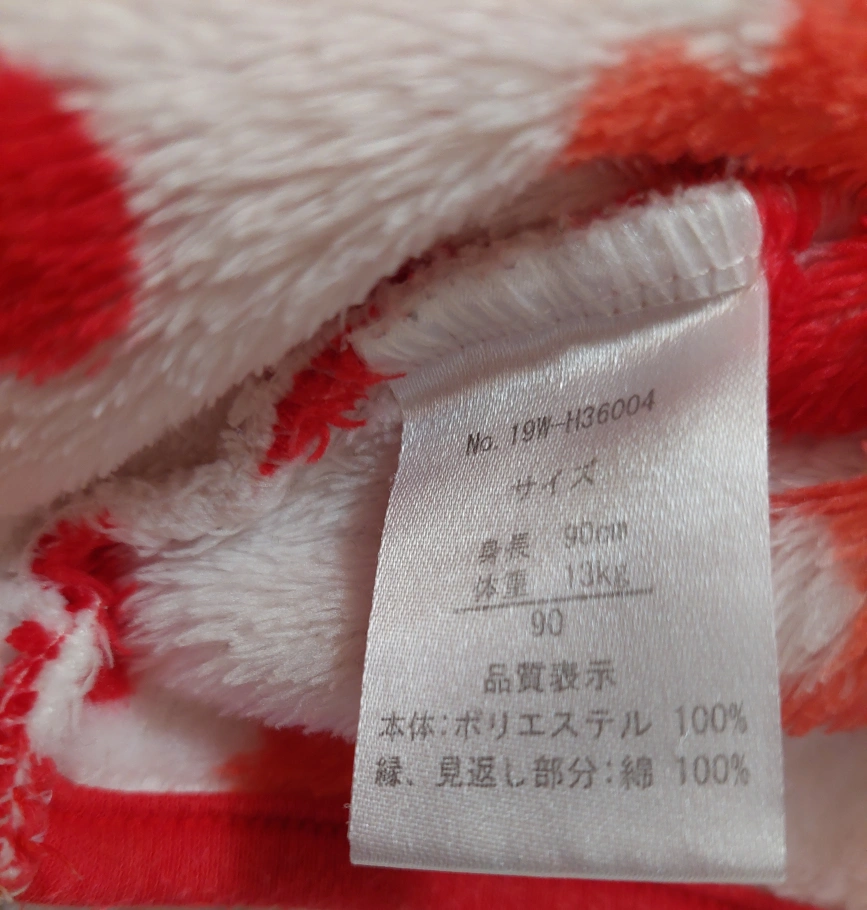 No. 19W-H36004
サイズ
身長 90cm
体重 13kg
90
品質表示
本体:ポリエステル 100%
縁、見返し部分:綿 100%